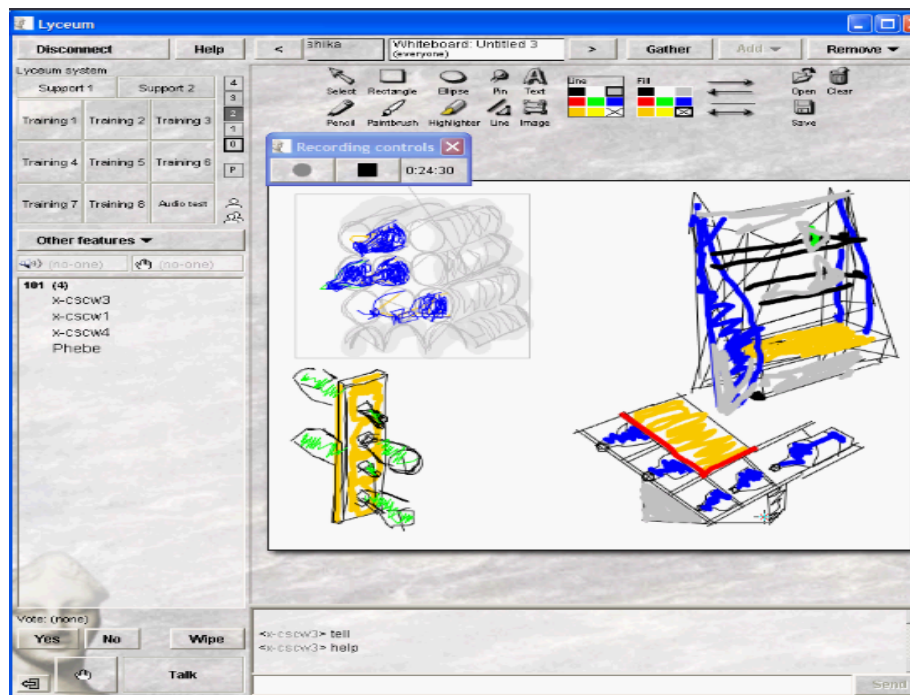 Lyceum
Disconnect
Help
<
shika
Whiteboard: Untitled 3
(everyone)
>
Gather
Add
Remove
Lyceum system
Support 1
Support 2
Training 1
Training 2
Training 3
Training 4
Training 5
Training 6
Training 7
Training 8
Audio test
4
3
2
1
0
P
Select
Rectangle
Ellipse
Pin
Text
Pencil
Paintbrush
Highlighter
Line
Image
Line
Fill
Open
Clear
Save
Recording controls
0:24:30
Other features
(no-one)
(no-one)
101 (4)
x-cscw3
x-cscw1
x-cscw4
Phebe
Vote: (none)
Yes
No
Wipe
Talk
<x-cscw3> tell
<x-cscw3> help
Send